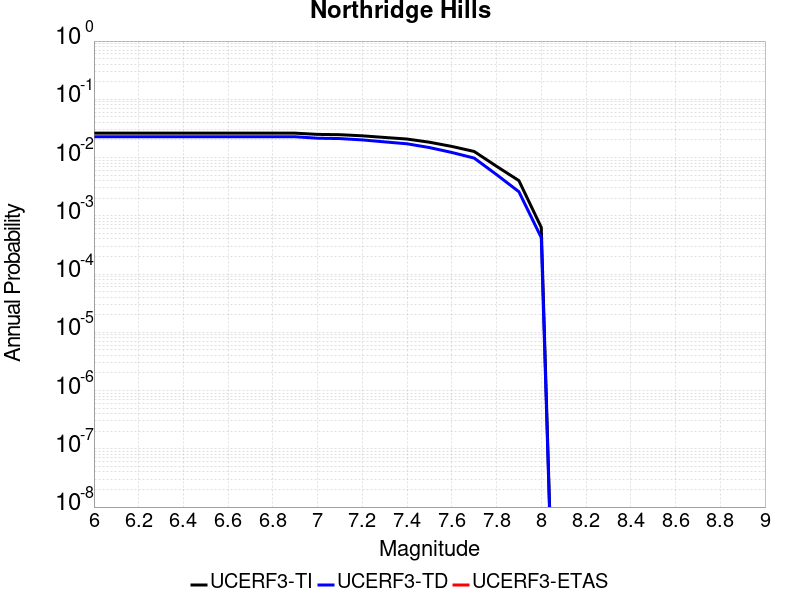 Northridge Hills
10^0
10^-1
10^-2
10^-3
10^-4
10^-5
10^-6
10^-7
10^-8
Annual Probability
6 6.2 6.4 6.6 6.8 7 7.2 7.4 7.6 7.8 8 8.2 8.4 8.6 8.8 9
Magnitude
UCERF3-TI UCERF3-TD UCERF3-ETAS